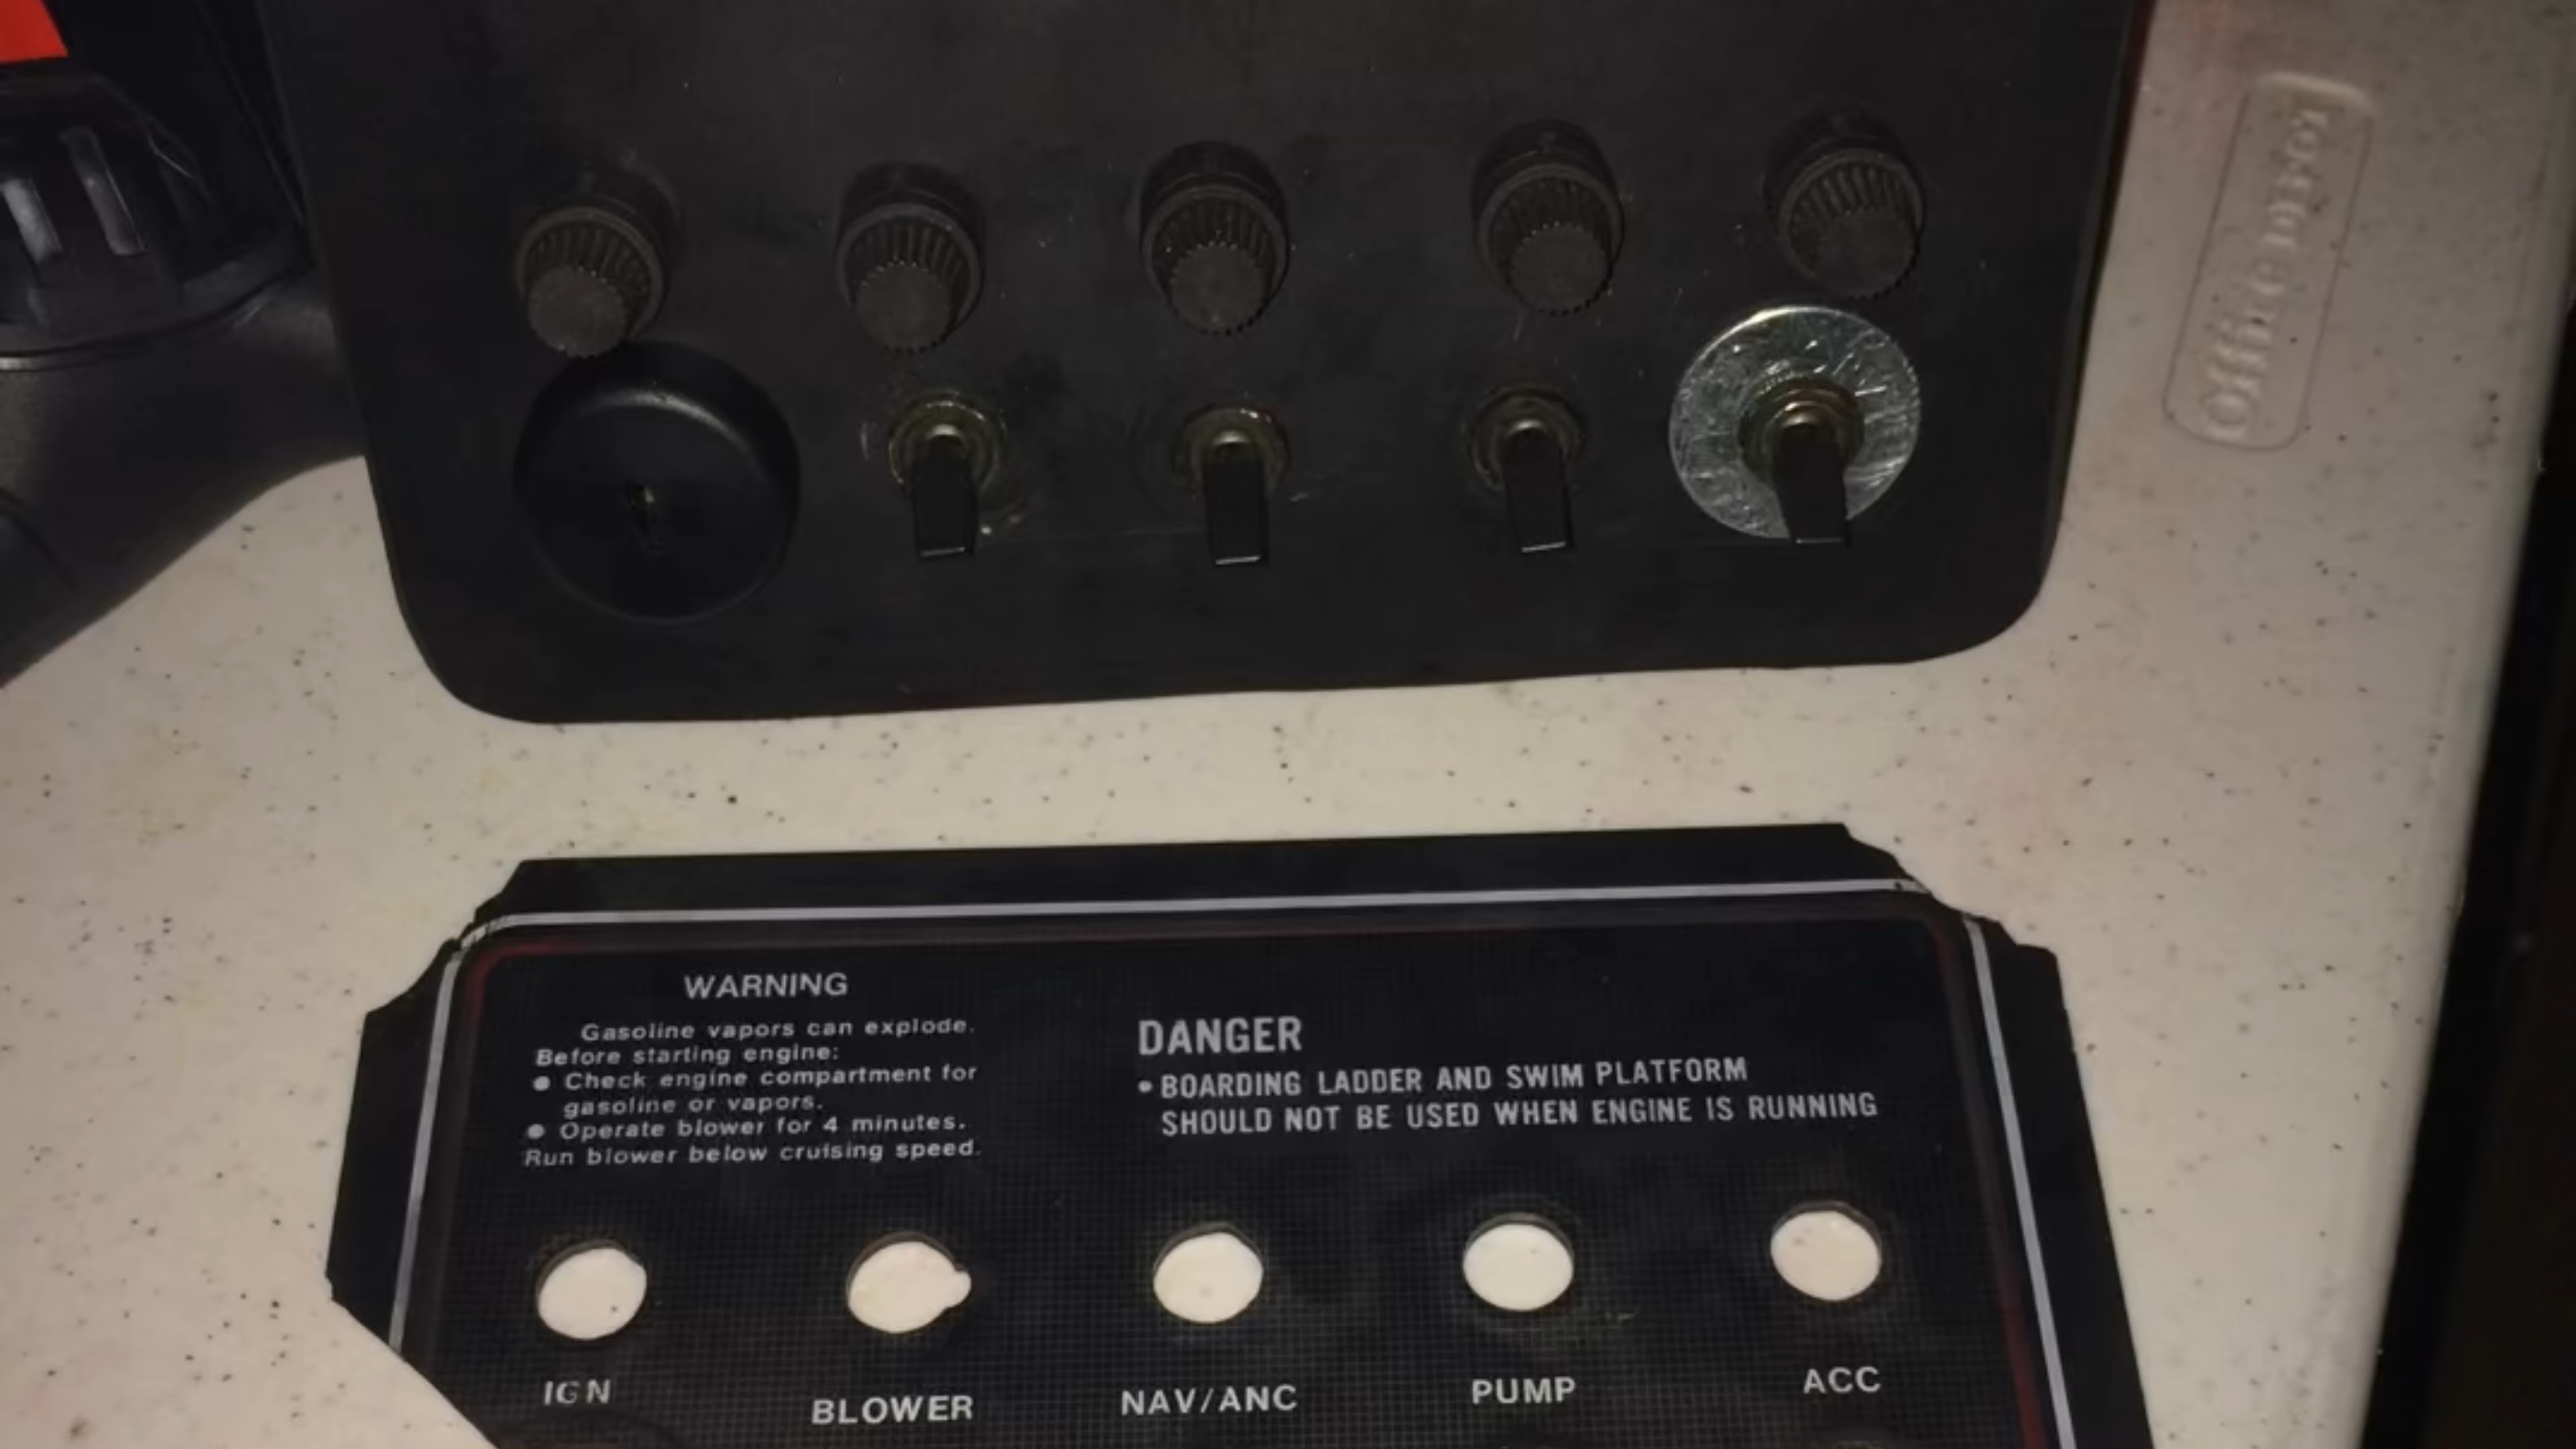 Office Depot
WARNING
Gasoline vapors can explode.
Before starting engine:
● Check engine compartment for
gasoline or vapors.
● Operate blower for 4 minutes.
Run blower below cruising speed.
DANGER
• BOARDING LADDER AND SWIM PLATFORM
SHOULD NOT BE USED WHEN ENGINE IS RUNNING
IGN
BLOWER
NAV/ANC
PUMP
ACC